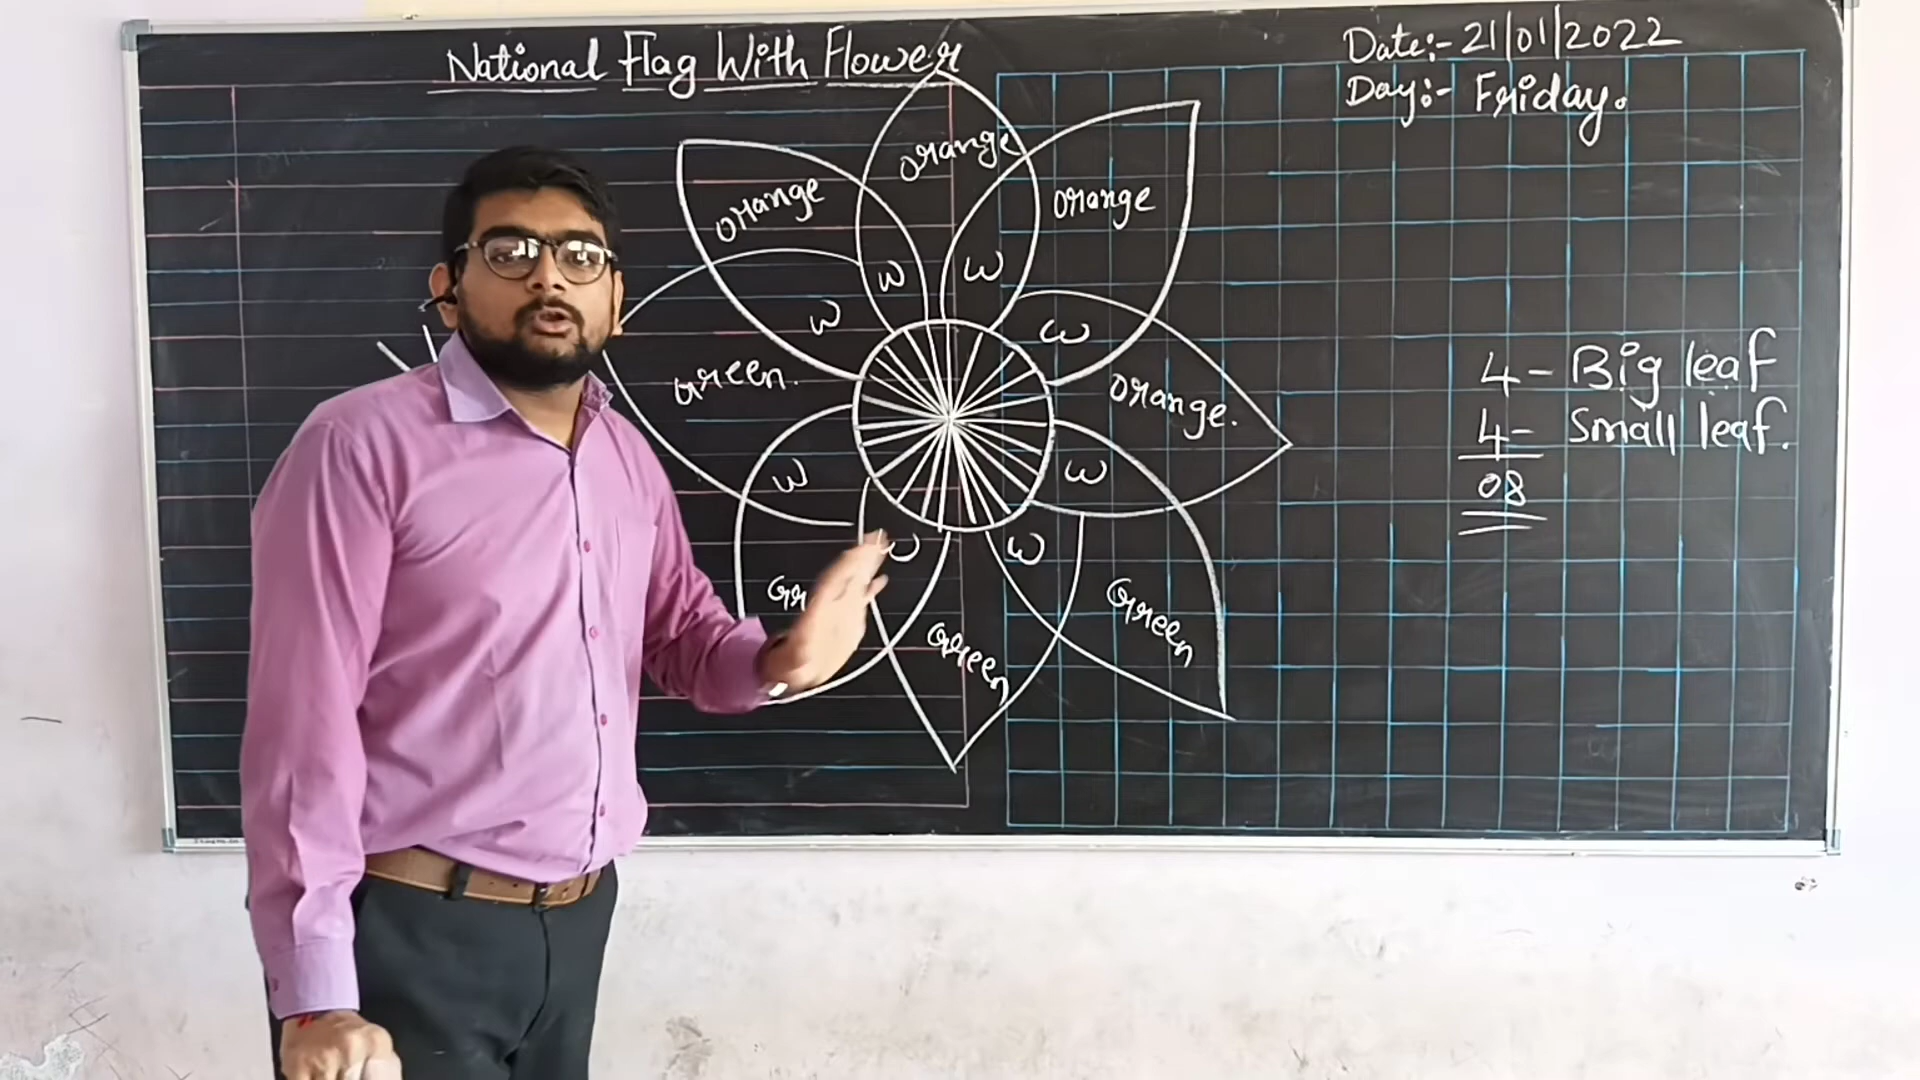 National Flag With Flower
Date:- 21/01/2022
Day:- Friday.
orange
orange
orange
W
W
W
W
Green.
orange.
4- Big leaf
4- Small leaf.
08
W
W
W
W
Gr
Green
Green